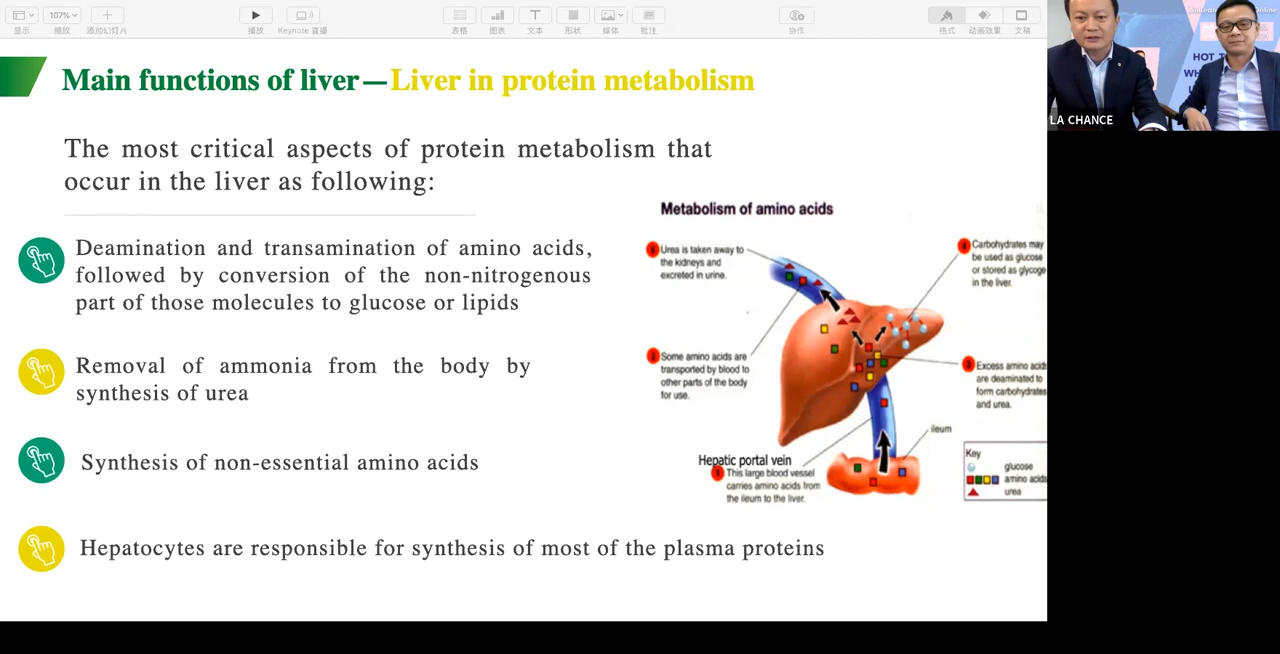 107%
显示
缩放
添加幻灯片
播放
Keynote 直播
表格
图表
文本
形状
媒体
批注
协作
格式
动画效果
文稿
Main functions of liver—Liver in protein metabolism
The most critical aspects of protein metabolism that
occur in the liver as following:
Deamination and transamination of amino acids,
followed by conversion of the non-nitrogenous
part of those molecules to glucose or lipids
Removal of ammonia from the body by
synthesis of urea
Synthesis of non-essential amino acids
Hepatocytes are responsible for synthesis of most of the plasma proteins
Metabolism of amino acids
Urea is taken away to
the kidneys and
excreted in urine.
4 Carbohydrates may
be used as glucose
or stored as glycoge
in the liver.
2 Some amino acids are
transported by blood to
other parts of the body
for use.
3 Excess amino acids
are deaminated to
form carbohydrates
and urea.
ileum
Hepatic portal vein
1 This large blood vessel
carries amino acids from
the ileum to the liver.
Key
glucose
amino acids
urea
LA CHANCE
HOT T
WH